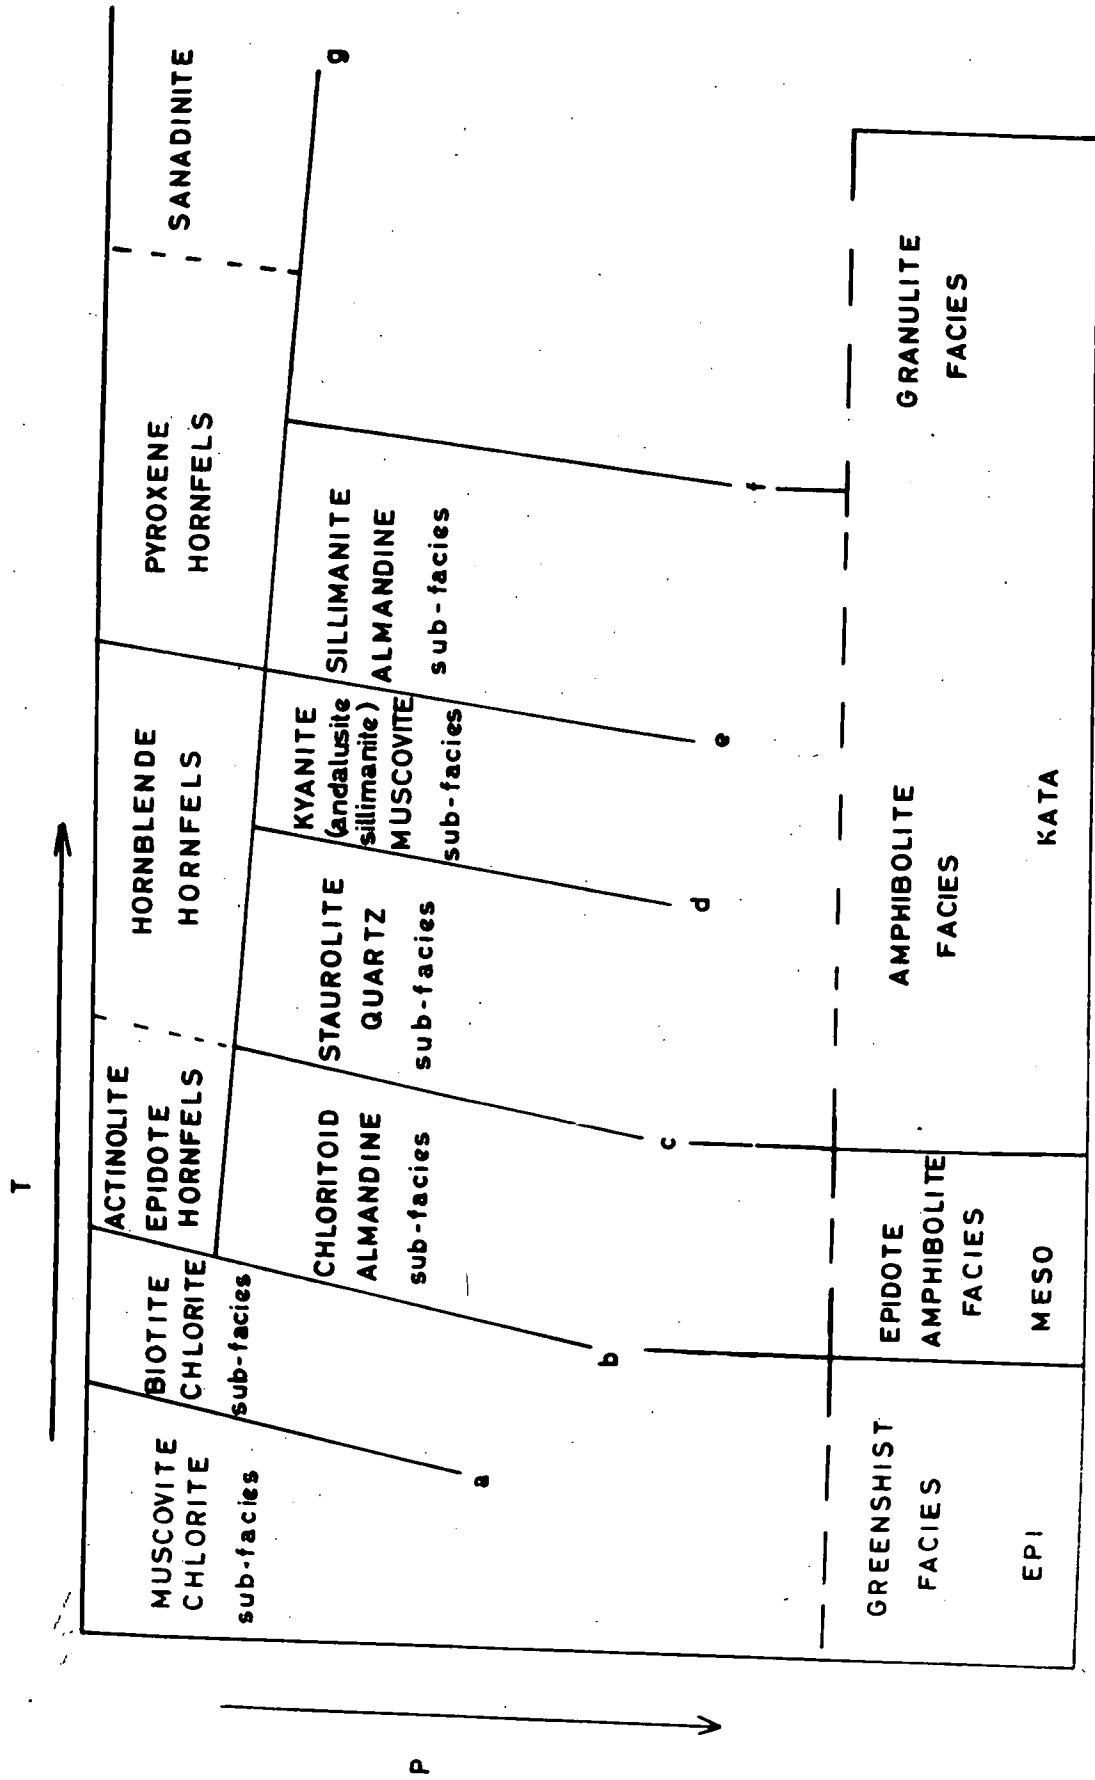 T
P
MUSCOVITE
CHLORITE
sub-facies
BIOTITE
CHLORITE
sub-facies
ACTINOLITE
EPIDOTE
HORNFELS
HORNBLENDE
HORNFELS
PYROXENE
HORNFELS
SANADINITE
CHLORITOID
ALMANDINE
sub-facies
STAUROLITE
QUARTZ
sub-facies
KYANITE
(andalusite
sillimanite)
MUSCOVITE
sub-facies
SILLIMANITE
ALMANDINE
sub-facies
a
b
c
d
e
f
g
GREENSHIST
FACIES
EPI
EPIDOTE
AMPHIBOLITE
FACIES
MESO
AMPHIBOLITE
FACIES
KATA
GRANULITE
FACIES